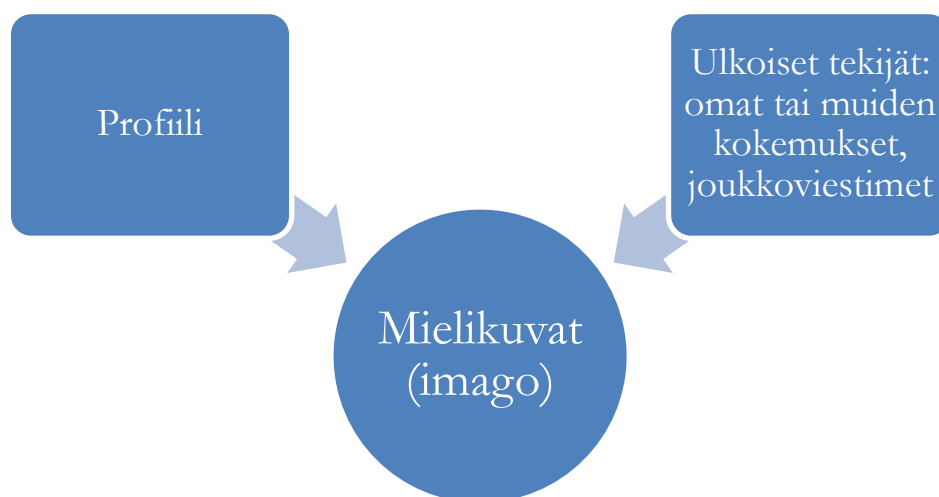 Profiili
Ulkoiset tekijät:
omat tai muiden
kokemukset,
joukkoviestimet
Mielikuvat
(imago)